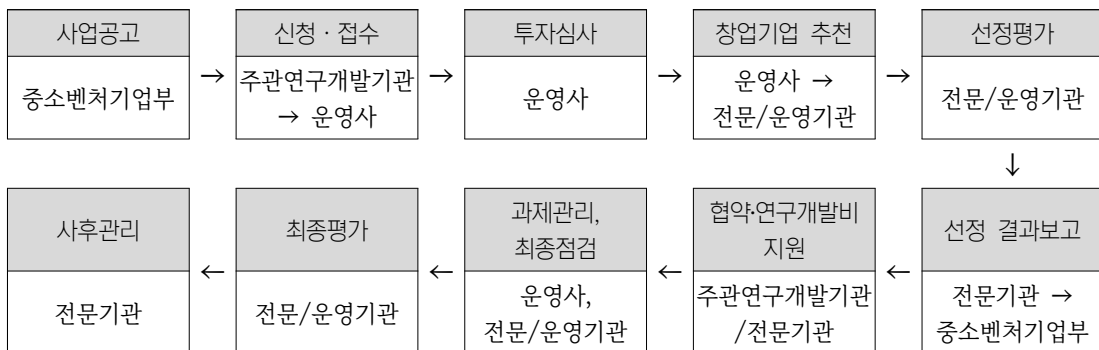 사업공고
중소벤처기업부
→
신청 · 접수
주관연구개발기관
→ 운영사
→
투자심사
운영사
→
창업기업 추천
운영사 →
전문/운영기관
→
선정평가
전문/운영기관
↓
선정 결과보고
전문기관 →
중소벤처기업부
←
협약·연구개발비
지원
주관연구개발기관
/전문기관
←
과제관리,
최종점검
운영사,
전문/운영기관
←
최종평가
전문/운영기관
←
사후관리
전문기관